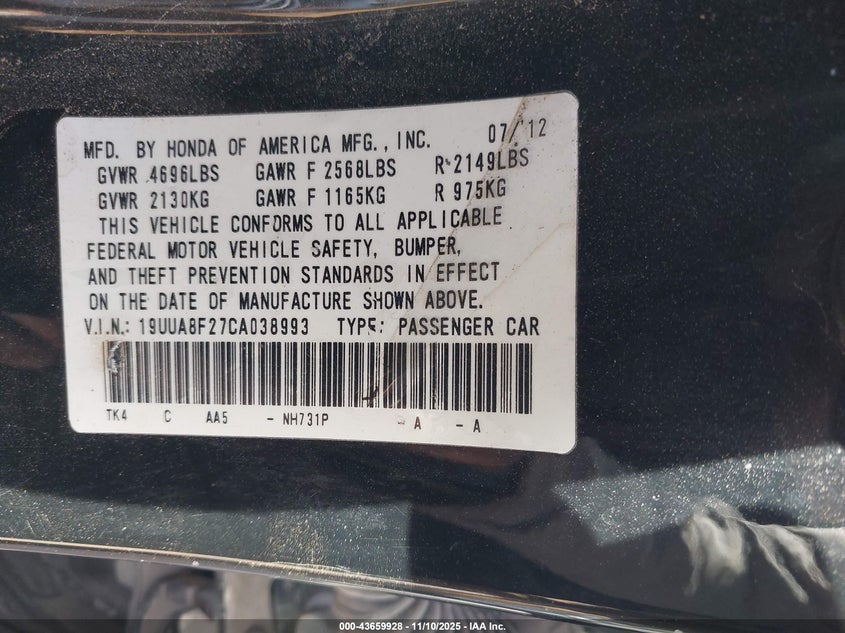 MFD. BY HONDA OF AMERICA MFG., INC. 07/12
GVWR 4696LBS GAWR F 2568LBS R 2149LBS
GVWR 2130KG GAWR F 1165KG R 975KG
THIS VEHICLE CONFORMS TO ALL APPLICABLE
FEDERAL MOTOR VEHICLE SAFETY, BUMPER,
AND THEFT PREVENTION STANDARDS IN EFFECT
ON THE DATE OF MANUFACTURE SHOWN ABOVE.
V.I.N.: 19UUA8F27CA038993 TYPE: PASSENGER CAR
TK4 C AA5 - NH731P - A - A
000-43659928 - 11/10/2025 - IAA Inc.